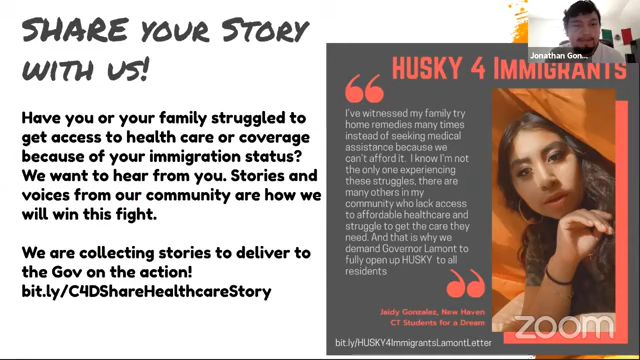 SHARE your Story
with us!
Have you or your family struggled to
get access to health care or coverage
because of your immigration status?
We want to hear from you. Stories and
voices from our community are how we
will win this fight.
We are collecting stories to deliver to
the Gov on the action!
bit.ly/C4DShareHealthcareStory
Jonathan Gon...
HUSKY 4 IMMIGRANTS
I've witnessed my family try
home remedies many times
instead of seeking medical
assistance because we
can't afford it. I know I'm not
the only one experiencing
these struggles, there are
many others in my
community who lack access
to affordable healthcare and
struggle to get the care they
need. And that is why we
demand Governor Lamont to
fully open up HUSKY to all
residents
Jaidy Gonzalez, New Haven
CT Students for a Dream
bit.ly/HUSKY4ImmigrantsLamontLetter
zoom